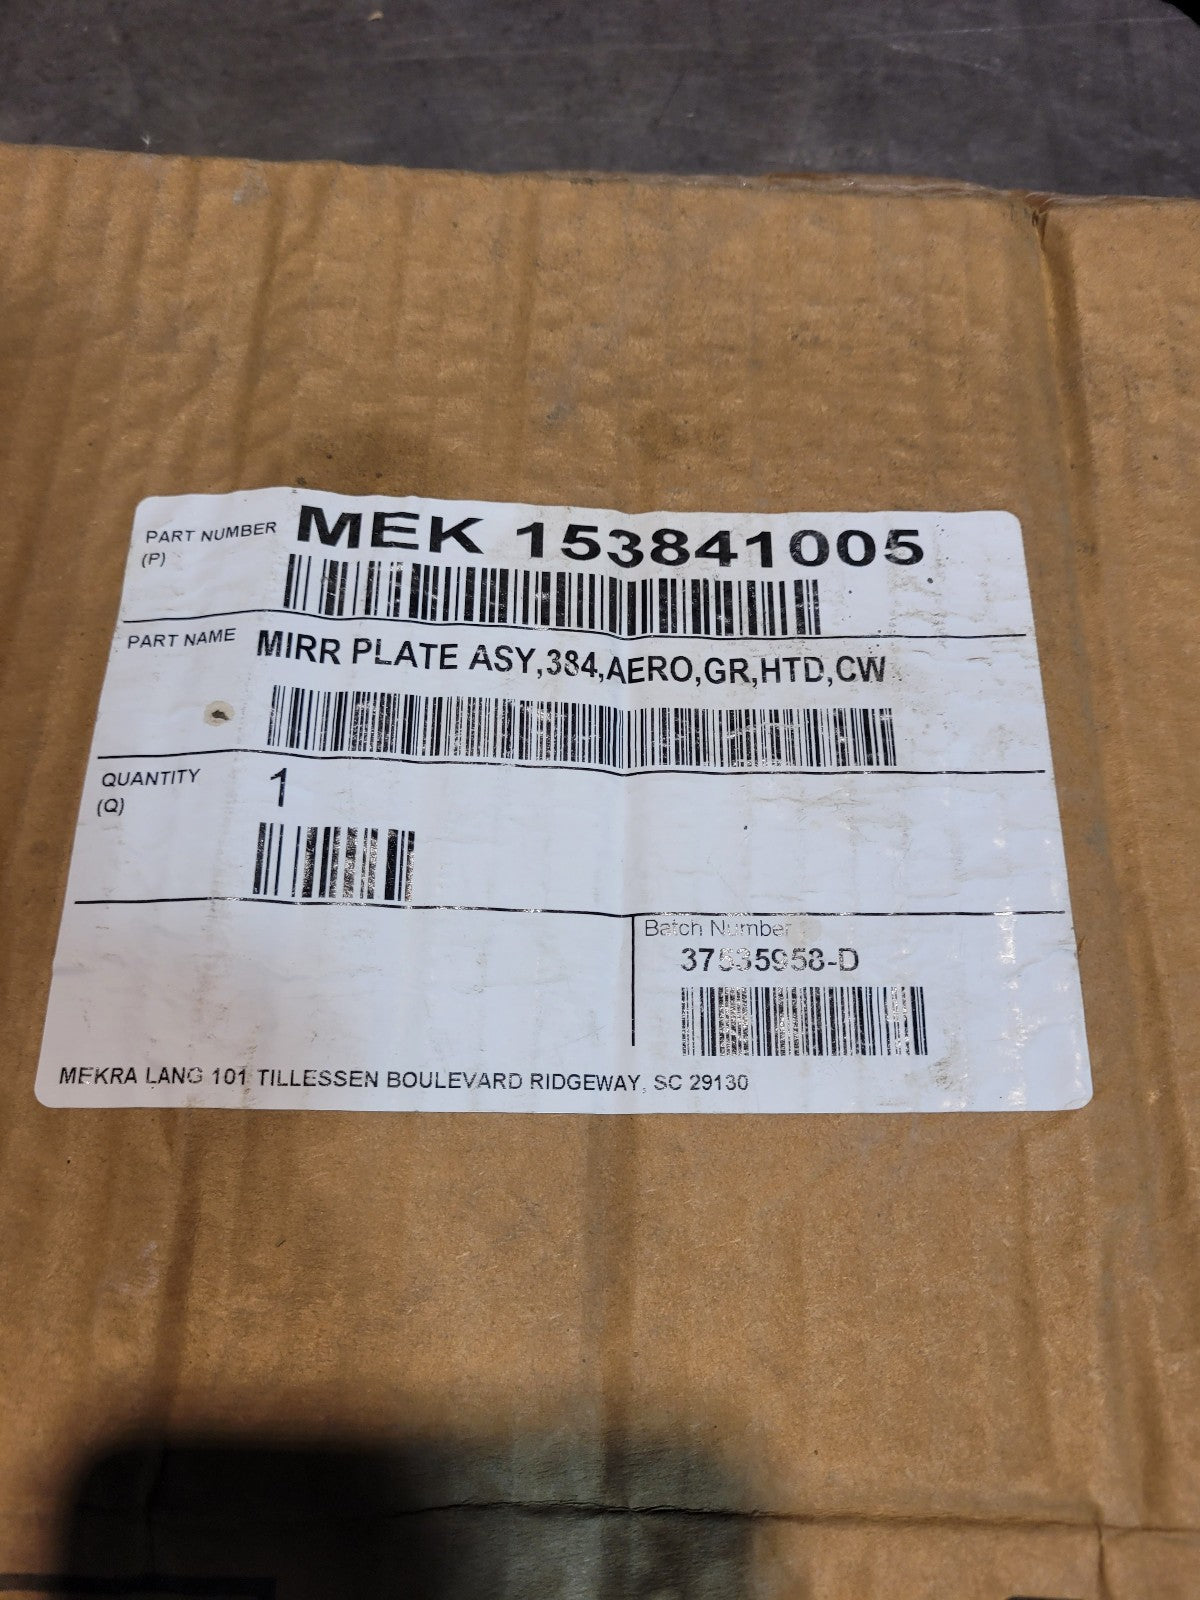 PART NUMBER
(P)
MEK 153841005
PART NAME
MIRR PLATE ASY,384,AERO,GR,HTD,CW
QUANTITY
(Q)
1
Batch Number
37535958-D
MEKRA LANG 101 TILLESSEN BOULEVARD RIDGEWAY, SC 29130